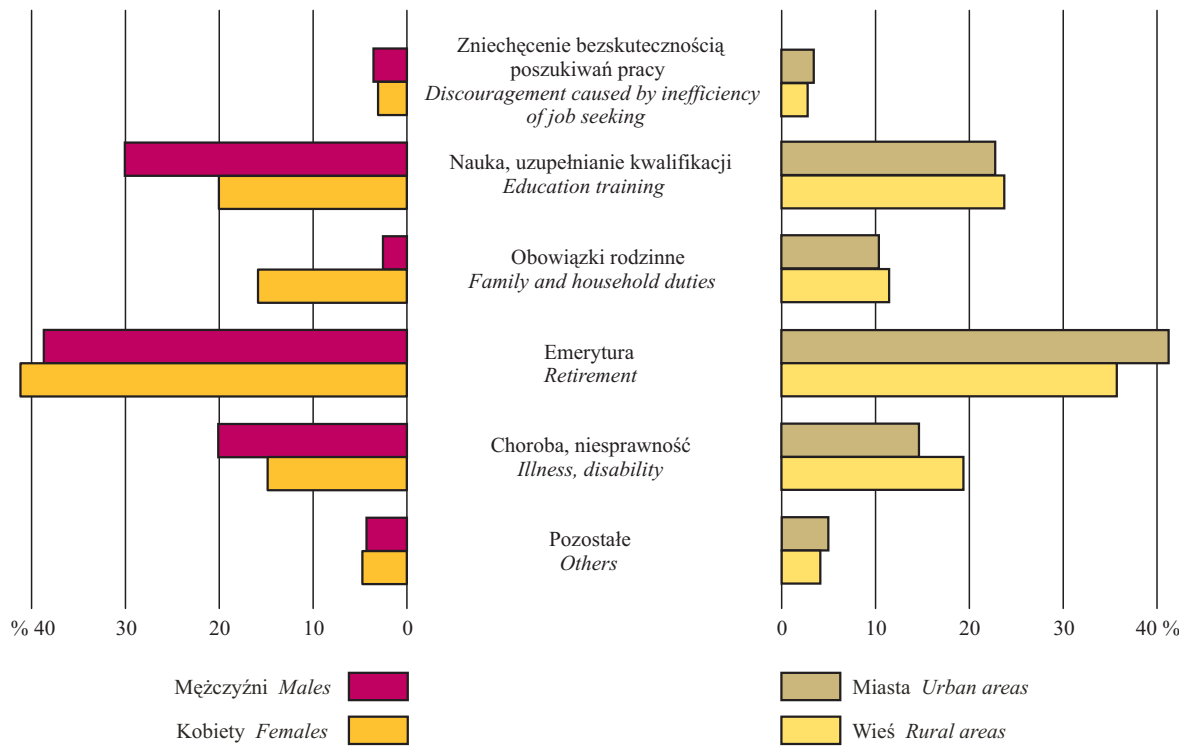 Zniechęcenie bezskutecznością
poszukiwań pracy
Discouragement caused by inefficiency
of job seeking
Nauka, uzupełnianie kwalifikacji
Education training
Obowiązki rodzinne
Family and household duties
Emerytura
Retirement
Choroba, niesprawność
Illness, disability
Pozostałe
Others
% 40 30 20 10 0
0 10 20 30 40 %
Mężczyźni Males
Kobiety Females
Miasta Urban areas
Wieś Rural areas